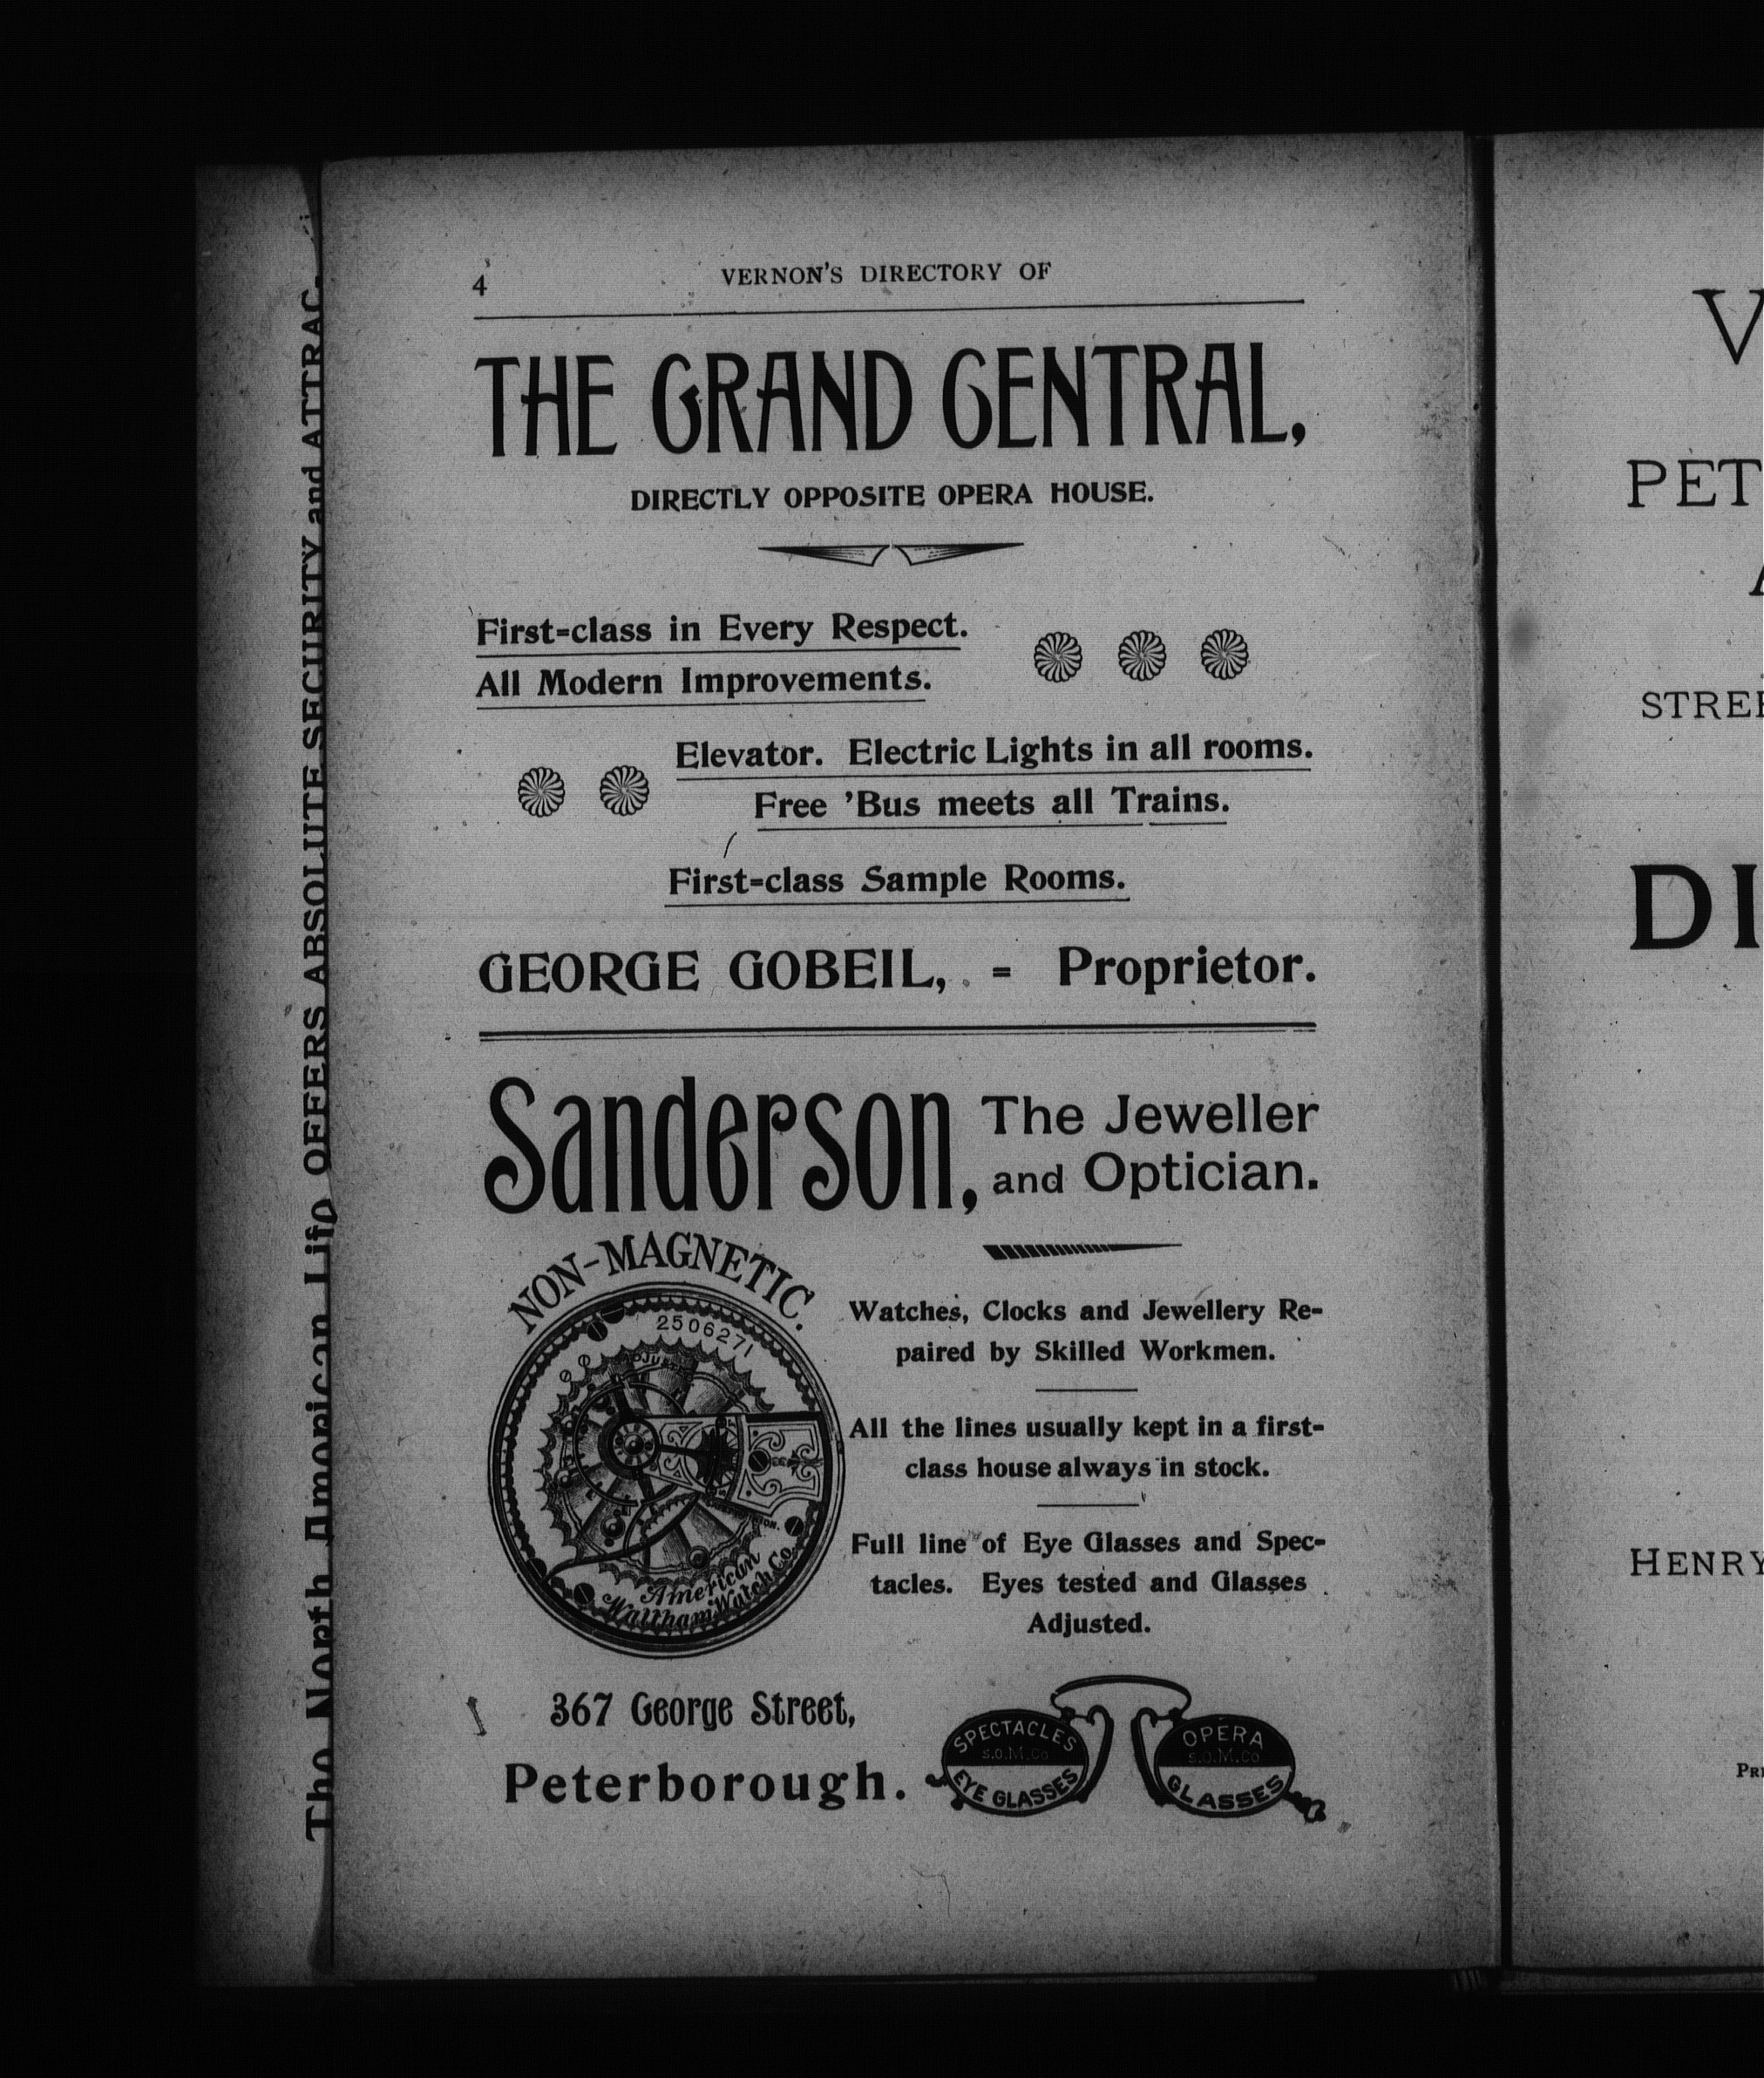 The North American Life OFFERS ABSOLUTE SECURITY and ATTRAC
4
VERNON'S DIRECTORY OF
THE GRAND CENTRAL,
DIRECTLY OPPOSITE OPERA HOUSE.
First-class in Every Respect.
All Modern Improvements.
Elevator. Electric Lights in all rooms.
Free 'Bus meets all Trains.
First-class Sample Rooms.
GEORGE GOBEIL, - Proprietor.
Sanderson, The Jeweller
and Optician.
NON-MAGNETIC.
2506271
American
Waltham Watch Co.
Watches, Clocks and Jewellery Re-
paired by Skilled Workmen.
All the lines usually kept in a first-
class house always in stock.
Full line of Eye Glasses and Spec-
tacles. Eyes tested and Glasses
Adjusted.
367 George Street,
Peterborough.
SPECTACLES
S.O.M.Co
EYE GLASSES
OPERA
S.O.M.Co
GLASSES
V
PET
A
STREE
DI
HENRY
PRI